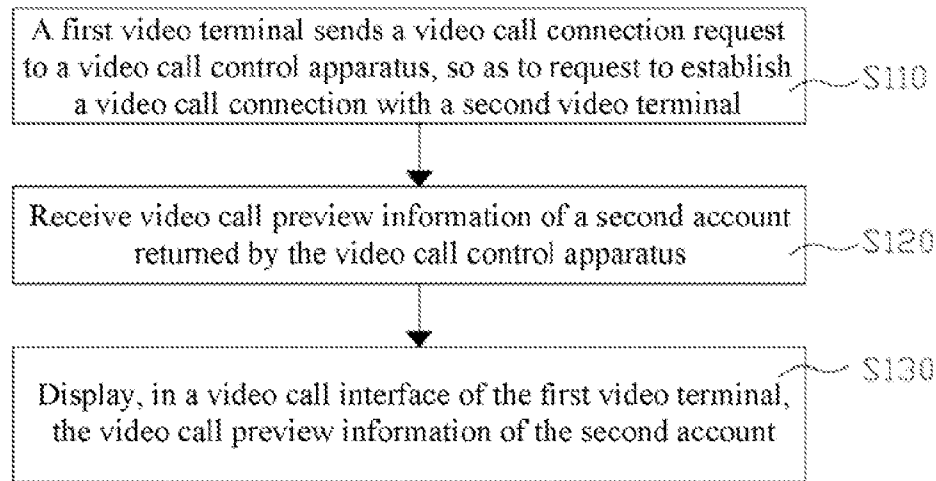 A first video terminal sends a video call connection request
to a video call control apparatus, so as to request to establish
a video call connection with a second video terminal
S110
Receive video call preview information of a second account
returned by the video call control apparatus
S120
S130
Display, in a video call interface of the first video terminal,
the video call preview information of the second account